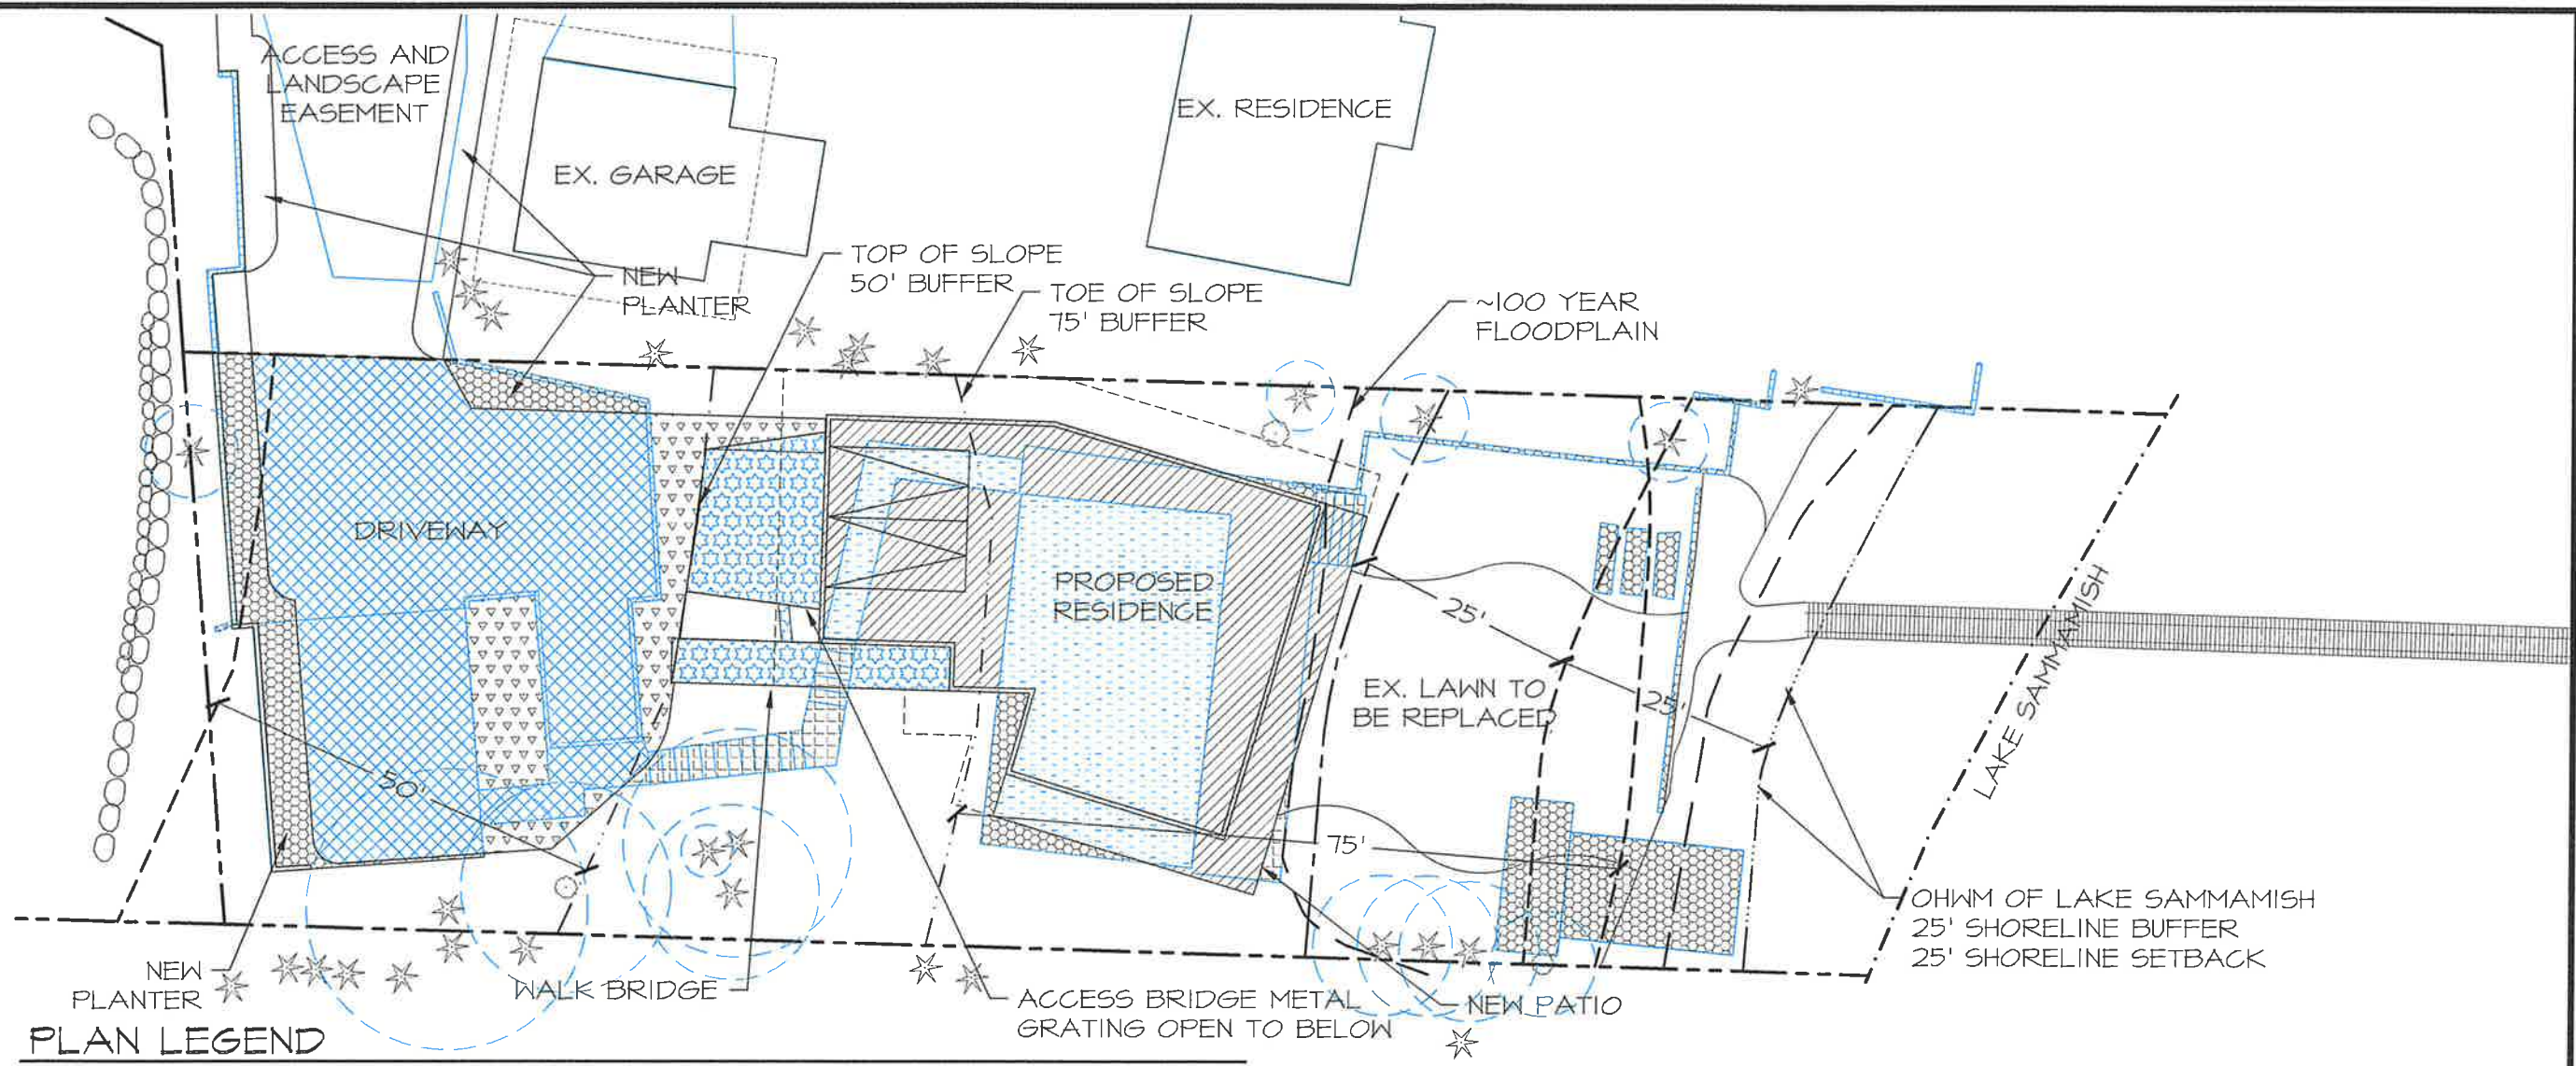 ACCESS AND
LANDSCAPE
EASEMENT
EX. GARAGE
EX. RESIDENCE
NEW
PLANTER
TOP OF SLOPE
50' BUFFER
TOE OF SLOPE
75' BUFFER
~100 YEAR
FLOODPLAIN
DRIVEWAY
PROPOSED
RESIDENCE
25'
EX. LAWN TO
BE REPLACED
25'
LAKE SAMMAMISH
50'
75'
OHWM OF LAKE SAMMAMISH
25' SHORELINE BUFFER
25' SHORELINE SETBACK
NEW
PLANTER
WALK BRIDGE
ACCESS BRIDGE METAL
GRATING OPEN TO BELOW
NEW PATIO
PLAN LEGEND